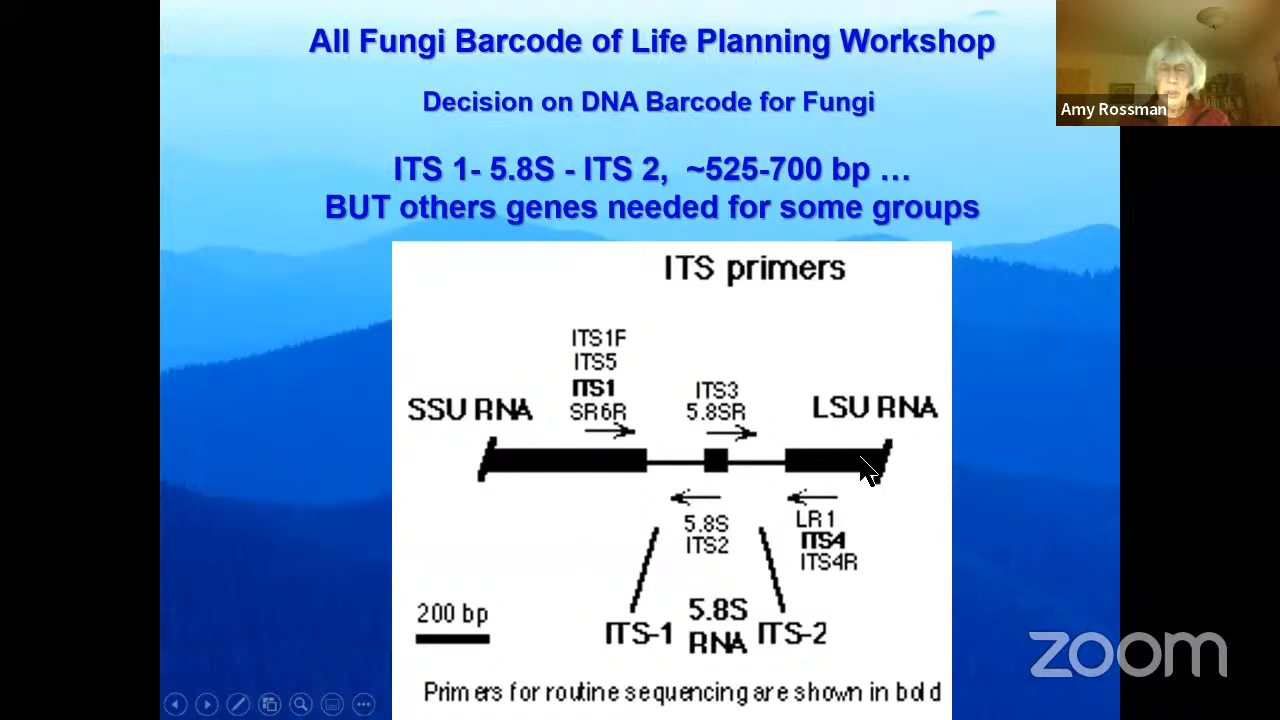 All Fungi Barcode of Life Planning Workshop
Amy Rossman
Decision on DNA Barcode for Fungi
ITS 1- 5.8S - ITS 2, ~525-700 bp …
BUT others genes needed for some groups
ITS primers
ITS1F
ITS5
ITS1
SR6R
ITS3
5.8SR
SSU RNA
LSU RNA
5.8S
ITS2
LR1
ITS4
ITS4R
200 bp
ITS-1
5.8S
RNA
ITS-2
zoom
Primers for routine sequencing are shown in bold